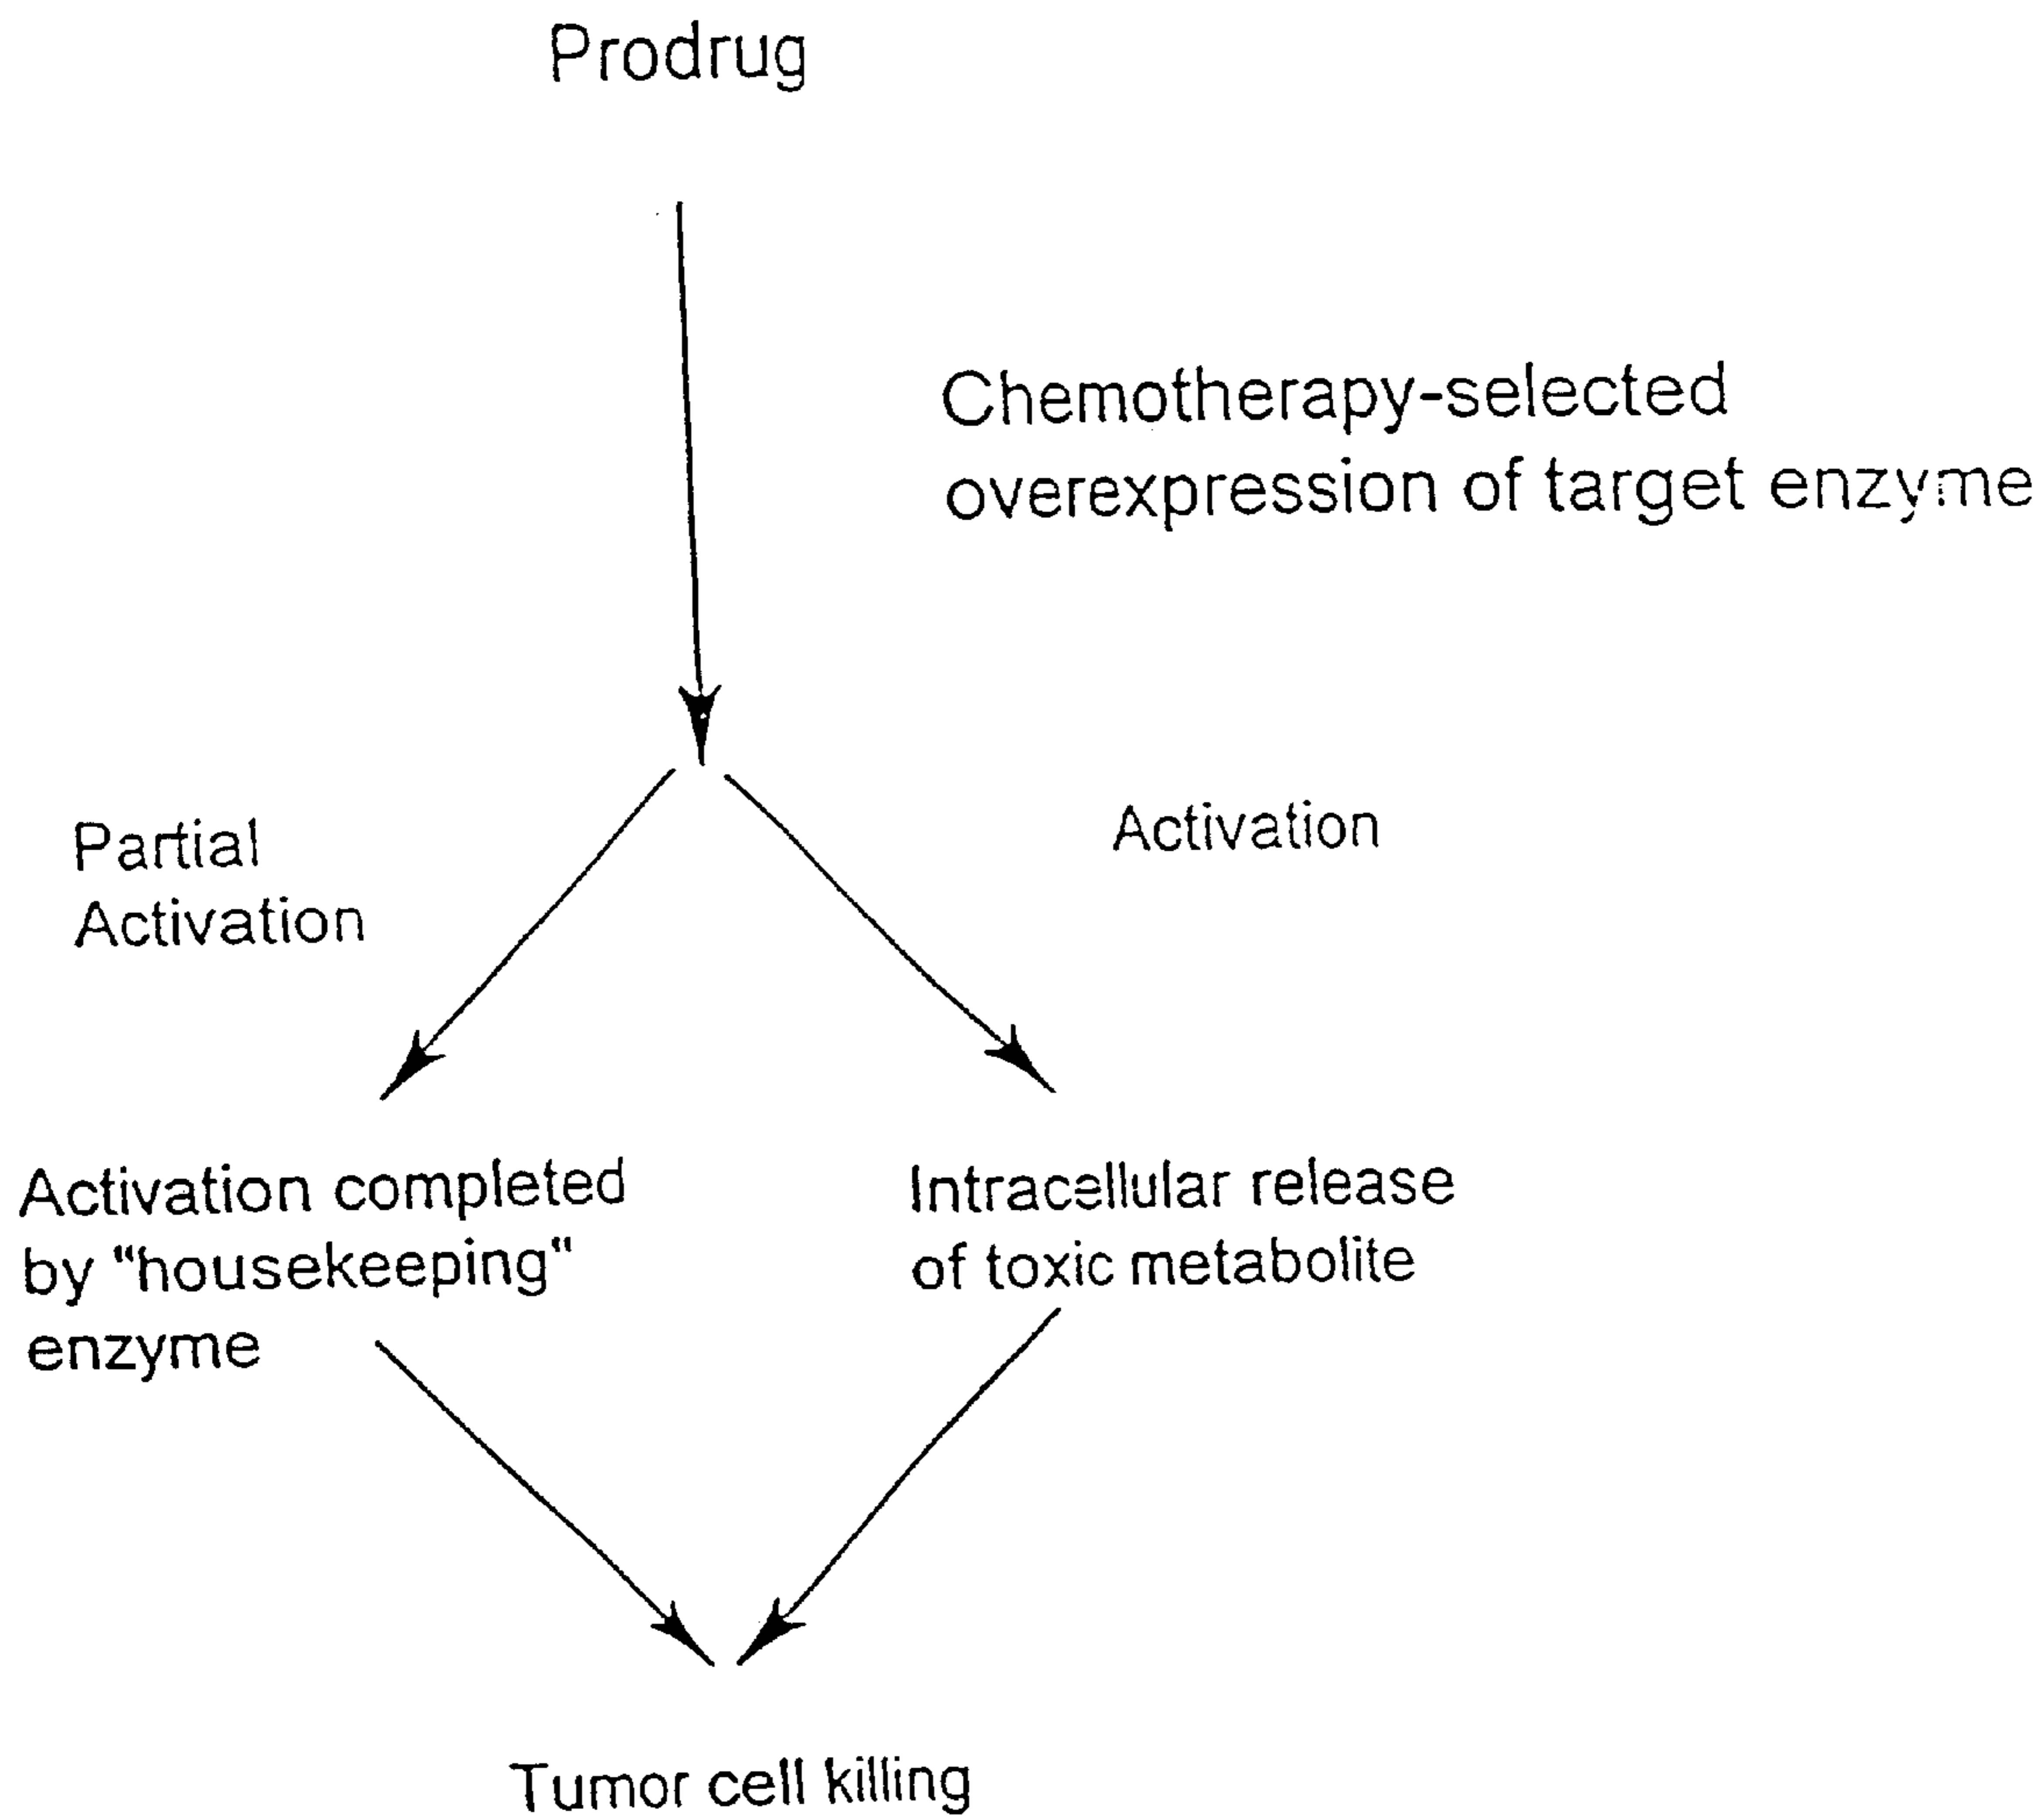 Prodrug
Chemotherapy-selected
overexpression of target enzyme
Partial
Activation
Activation
Activation completed
by "housekeeping"
enzyme
Intracellular release
of toxic metabolite
Tumor cell killing